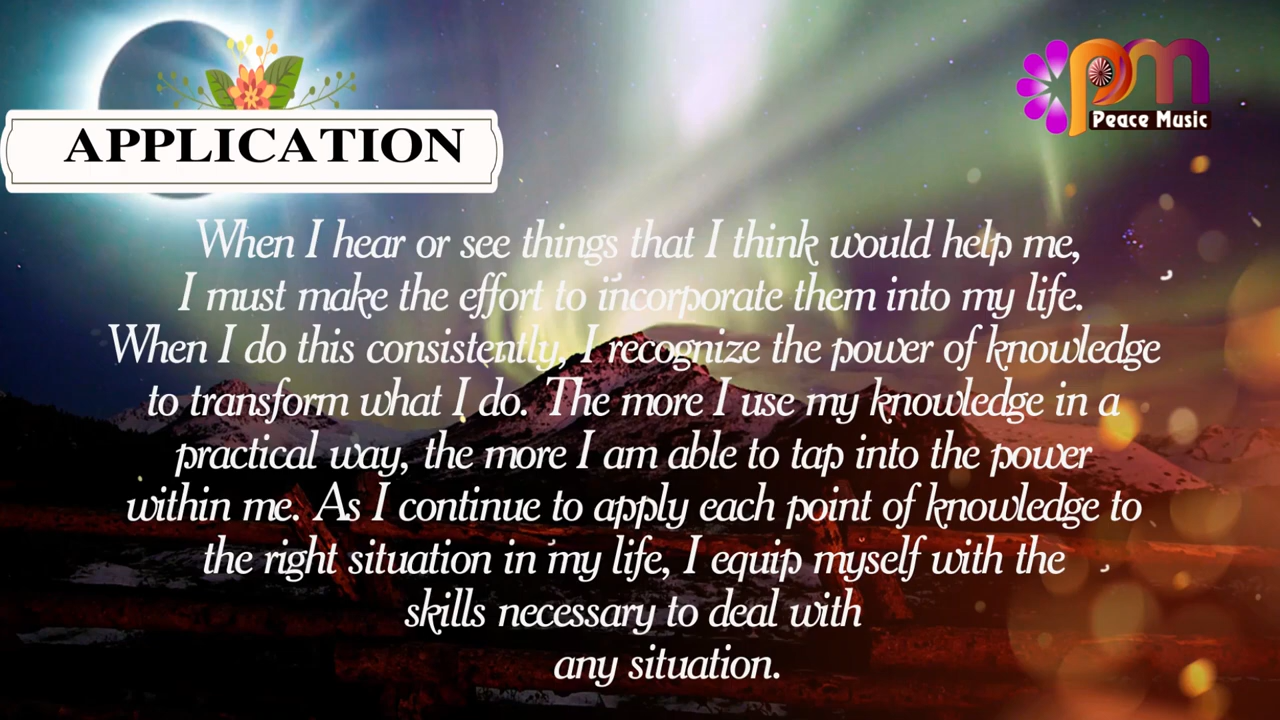 APPLICATION
pm
Peace Music
When I hear or see things that I think would help me,
I must make the effort to incorporate them into my life.
When I do this consistently, I recognize the power of knowledge
to transform what I do. The more I use my knowledge in a
practical way, the more I am able to tap into the power
within me. As I continue to apply each point of knowledge to
the right situation in my life, I equip myself with the
skills necessary to deal with
any situation.